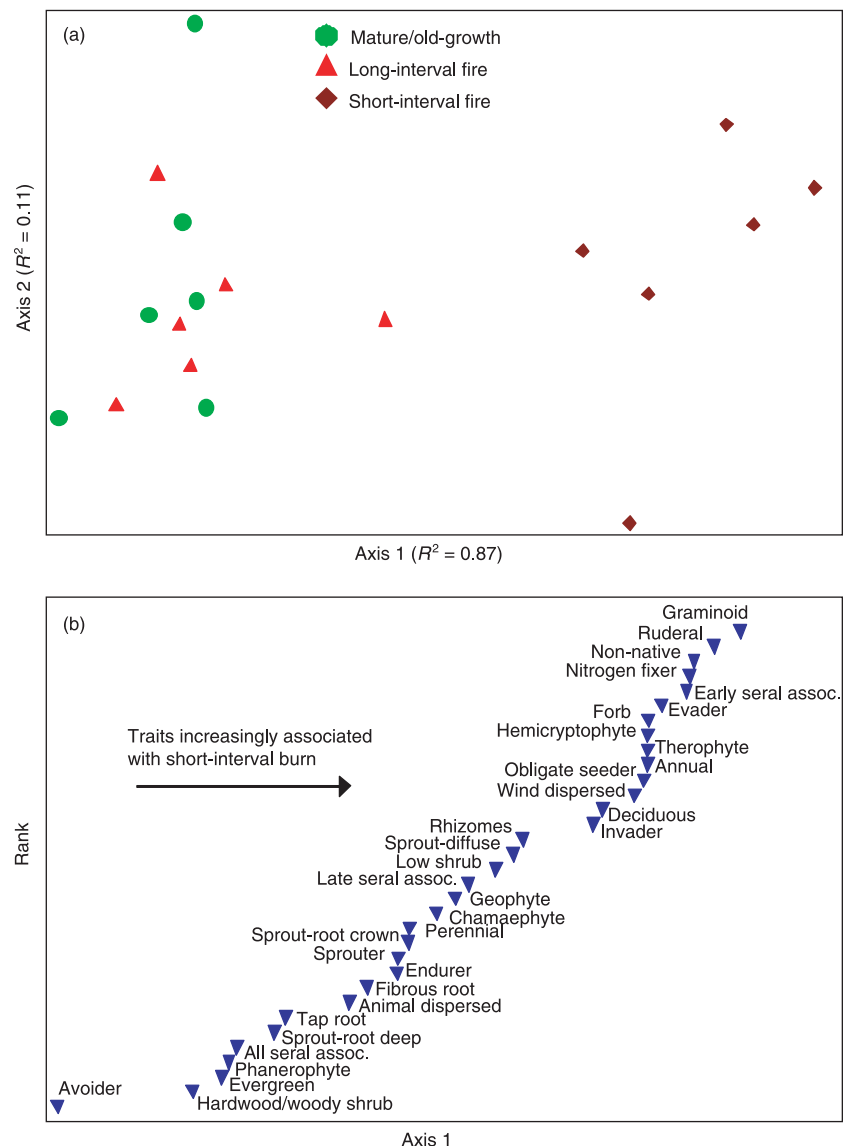 (a)
Mature/old-growth
Long-interval fire
Short-interval fire
Axis 2 (R² = 0.11)
Axis 1 (R² = 0.87)
(b)
Graminoid
Ruderal
Non-native
Nitrogen fixer
Early seral assoc.
Evader
Forb
Hemicryptophyte
Traits increasingly associated
with short-interval burn
Therophyte
Annual
Obligate seeder
Wind dispersed
Deciduous
Invader
Rhizomes
Sprout-diffuse
Low shrub
Late seral assoc.
Geophyte
Chamaephyte
Perennial
Sprout-root crown
Sprouter
Endurer
Fibrous root
Animal dispersed
Tap root
Sprout-root deep
All seral assoc.
Phanerophyte
Evergreen
Avoider
Hardwood/woody shrub
Rank
Axis 1